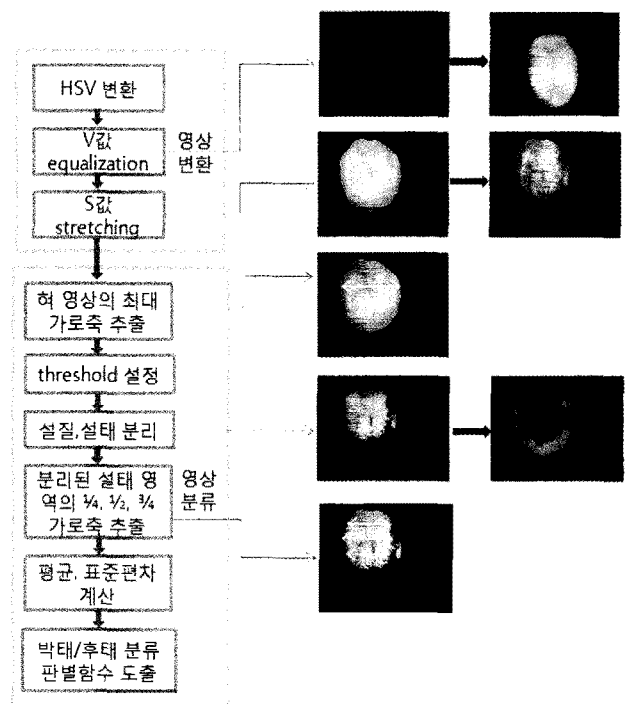 HSV 변환
V값
equalization
영상
변환
S값
stretching
혀 영상의 최대
가로축 추출
threshold 설정
설질,설태 분리
분리된 설태 영
역의 ¼, ½, ¾
가로축 추출
영상
분류
평균, 표준편차
계산
박태/후태 분류
판별함수 도출